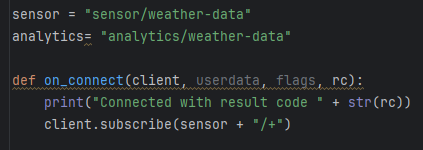 sensor = "sensor/weather-data"
analytics= "analytics/weather-data"
def on_connect(client, userdata, flags, rc):
    print("Connected with result code " + str(rc))
    client.subscribe(sensor + "/+")